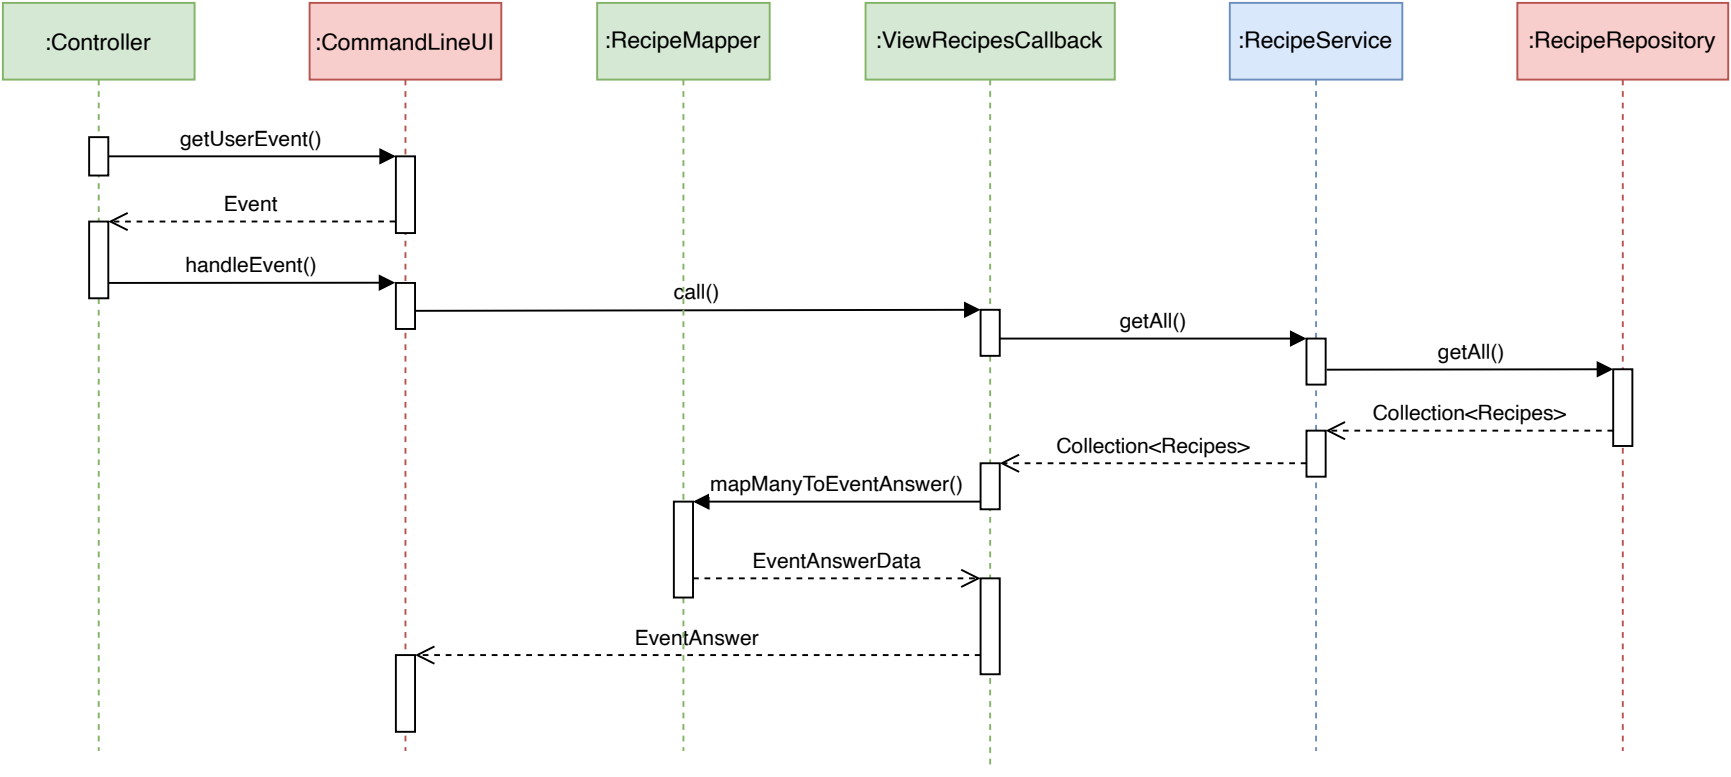 :Controller
:CommandLineUI
:RecipeMapper
:ViewRecipesCallback
:RecipeService
:RecipeRepository
getUserEvent()
Event
handleEvent()
call()
getAll()
getAll()
Collection<Recipes>
Collection<Recipes>
mapManyToEventAnswer()
EventAnswerData
EventAnswer